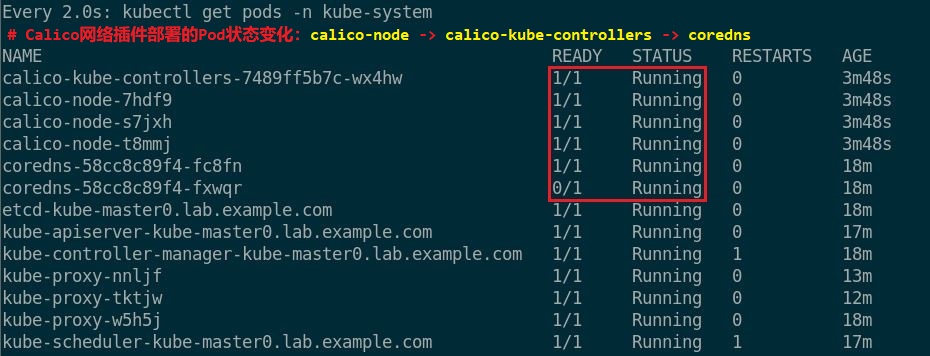 Every 2.0s: kubectl get pods -n kube-system
# Calico网络插件部署的Pod状态变化: calico-node -> calico-kube-controllers -> coredns
NAME READY STATUS RESTARTS AGE
calico-kube-controllers-7489ff5b7c-wx4hw 1/1 Running 0 3m48s
calico-node-7hdf9 1/1 Running 0 3m48s
calico-node-s7jxh 1/1 Running 0 3m48s
calico-node-t8mmj 1/1 Running 0 3m48s
coredns-58cc8c89f4-fc8fn 1/1 Running 0 18m
coredns-58cc8c89f4-fxwqr 0/1 Running 0 18m
etcd-kube-master0.lab.example.com 1/1 Running 0 18m
kube-apiserver-kube-master0.lab.example.com 1/1 Running 0 17m
kube-controller-manager-kube-master0.lab.example.com 1/1 Running 1 18m
kube-proxy-nnljf 1/1 Running 0 13m
kube-proxy-tktjw 1/1 Running 0 12m
kube-proxy-w5h5j 1/1 Running 0 18m
kube-scheduler-kube-master0.lab.example.com 1/1 Running 1 17m